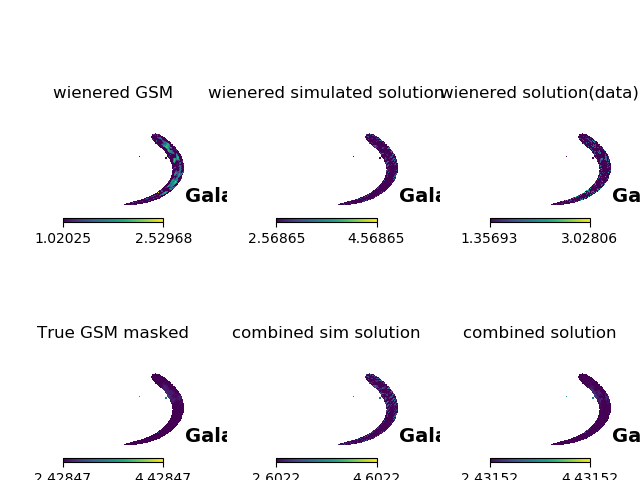 wienered GSM wienered simulated solution wienered solution(data)
Gala Gala Ga
1.02025 2.52968 2.56865 4.56865 1.35693 3.02806
True GSM masked combined sim solution combined solution
Gala Gala Ga
2.42847 4.42847 2.6022 4.6022 2.43152 4.43152